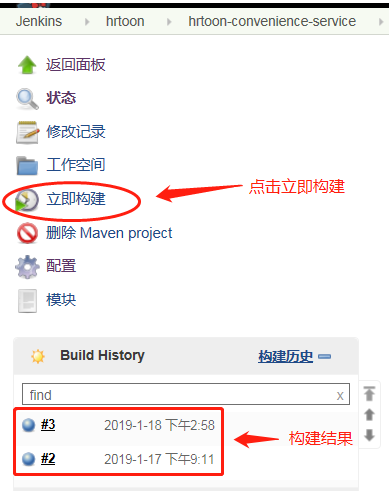 Jenkins hrtoon hrtoon-convenience-service
返回面板
状态
修改记录
工作空间
立即构建
点击立即构建
删除 Maven project
配置
模块
Build History 构建历史
find x
#3 2019-1-18 下午2:58
#2 2019-1-17 下午9:11
构建结果